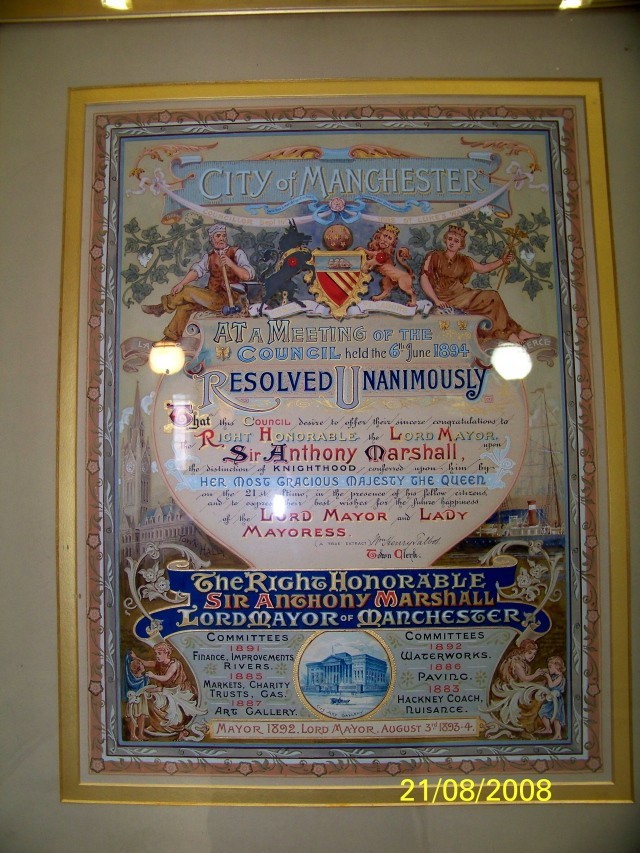 CITY of MANCHESTER
AT A MEETING OF THE
COUNCIL held the 6th June 1894
RESOLVED UNANIMOUSLY
That this COUNCIL desire to offer their sincere congratulations to
the RIGHT HONORABLE the LORD MAYOR,
Sir Anthony Marshall, upon
the distinction of KNIGHTHOOD conferred upon him by
HER MOST GRACIOUS MAJESTY THE QUEEN
on the 21st ultimo, in the presence of his fellow citizens,
and to express their best wishes for the future happiness
of the LORD MAYOR and LADY
MAYORESS.
(A TRUE EXTRACT) Wm Henry Talbot
Town Clerk.
THE RIGHT HONORABLE
SIR ANTHONY MARSHALL
LORD MAYOR OF MANCHESTER
COMMITTEES
1891
FINANCE, IMPROVEMENTS
RIVERS.
1885
MARKETS, CHARITY
TRUSTS, GAS.
1887
ART GALLERY.
COMMITTEES
1892
WATERWORKS.
1886
PAVING.
1883
HACKNEY COACH,
NUISANCE.
MAYOR 1892. LORD MAYOR, AUGUST 3rd 1893-4.
21/08/2008